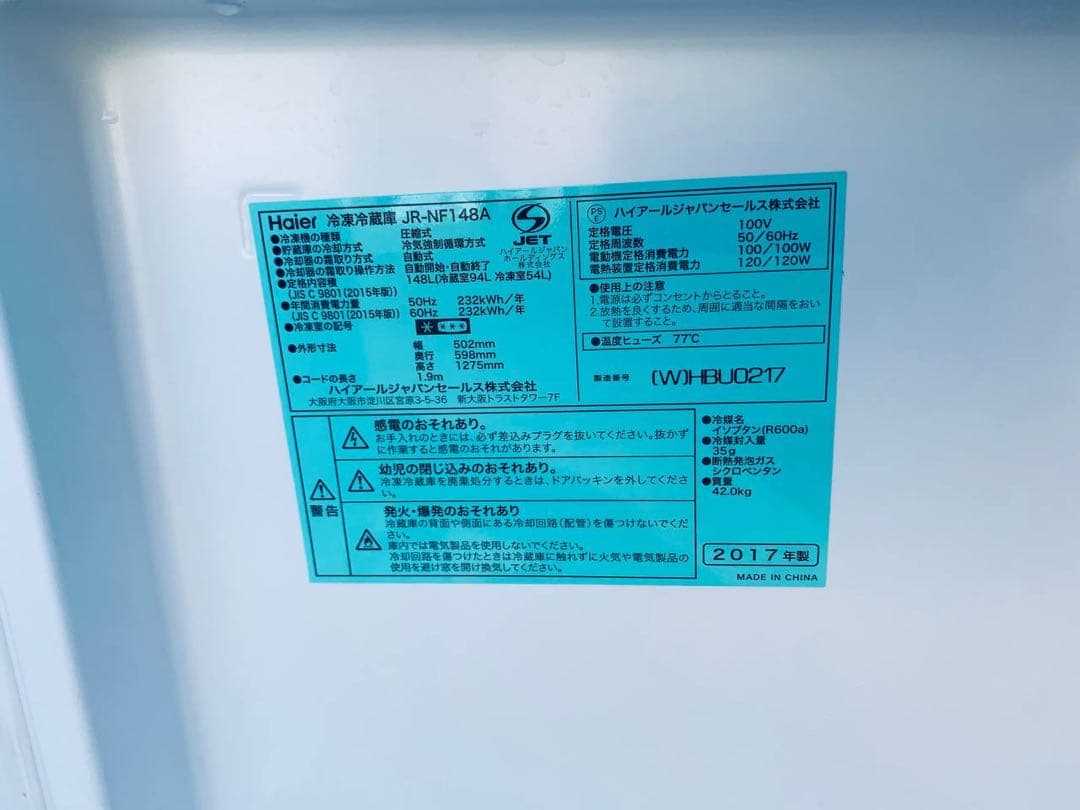 Haier 冷凍冷蔵庫 JR-NF148A
●冷凍機の種類 圧縮式
●貯蔵庫の冷却方式 冷気強制循環方式
●冷却器の霜取り方式 自動式
●冷却器の霜取り操作方法 自動開始・自動終了
●定格内容積 148L(冷蔵室94L 冷凍室54L)
(JIS C 9801(2015年版))
●年間消費電力量 50Hz 232kWh/年
(JIS C 9801(2015年版)) 60Hz 232kWh/年
●冷凍室の記号
●外形寸法 幅 502mm
奥行 598mm
高さ 1275mm
●コードの長さ 1.9m
ハイアールジャパンセールス株式会社
大阪府大阪市淀川区宮原3-5-36 新大阪トラストタワー7F
JET
ハイアールジャパン
ホールディングス
株式会社
PS
E
ハイアールジャパンセールス株式会社
定格電圧 100V
定格周波数 50/60Hz
電動機定格消費電力 100/100W
電熱装置定格消費電力 120/120W
●使用上の注意
1.電源は必ずコンセントからとること。
2.放熱を良くするため、周囲に適当な間隔をおい
て設置すること。
●温度ヒューズ 77℃
製造番号 (W)HBU0217
警告
感電のおそれあり。
お手入れのときには、必ず差込みプラグを抜いてください。抜かず
に作業すると感電のおそれがあります。
幼児の閉じ込みのおそれあり。
冷凍冷蔵庫を廃棄処分するときは、ドアパッキンを外してくださ
い。
発火・爆発のおそれあり
冷蔵庫の背面や側面にある冷却回路(配管)を傷つけないでくだ
さい。
庫内では電気製品を使用しないでください。
冷却回路を傷つけたときは冷蔵庫に触れずに火気や電気製品の
使用を避け窓を開け換気してください。
●冷媒名
イソブタン(R600a)
●冷媒封入量
35g
●断熱発泡ガス
シクロペンタン
●質量
42.0kg
2017年製
MADE IN CHINA